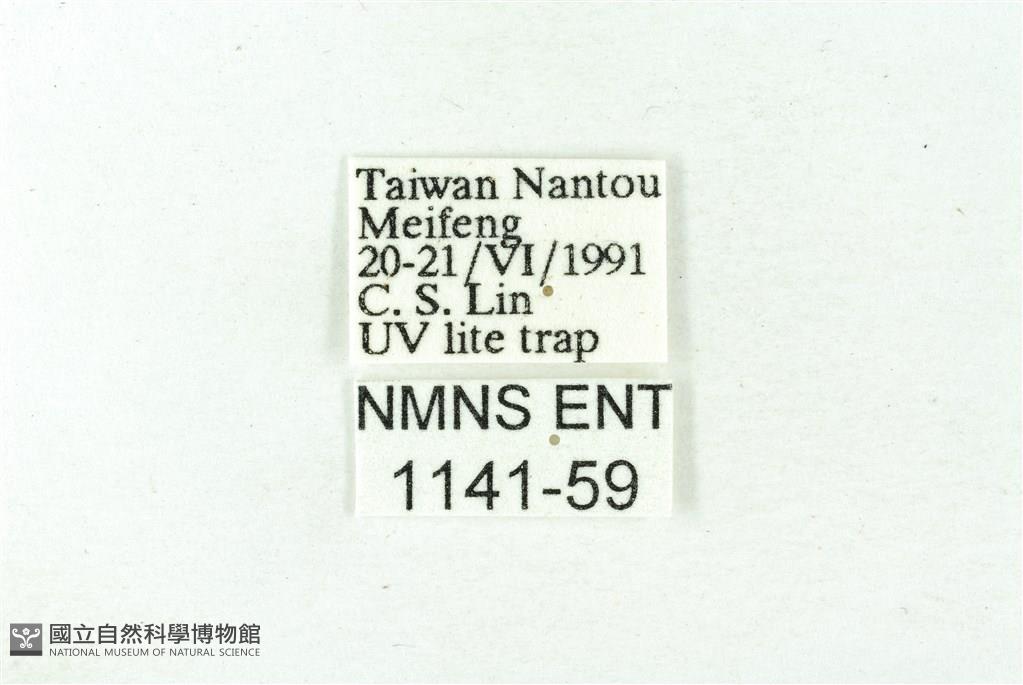 Taiwan Nantou
Meifeng
20-21/VI/1991
C. S. Lin
UV lite trap
NMNS ENT
1141-59
國立自然科學博物館
NATIONAL MUSEUM OF NATURAL SCIENCE